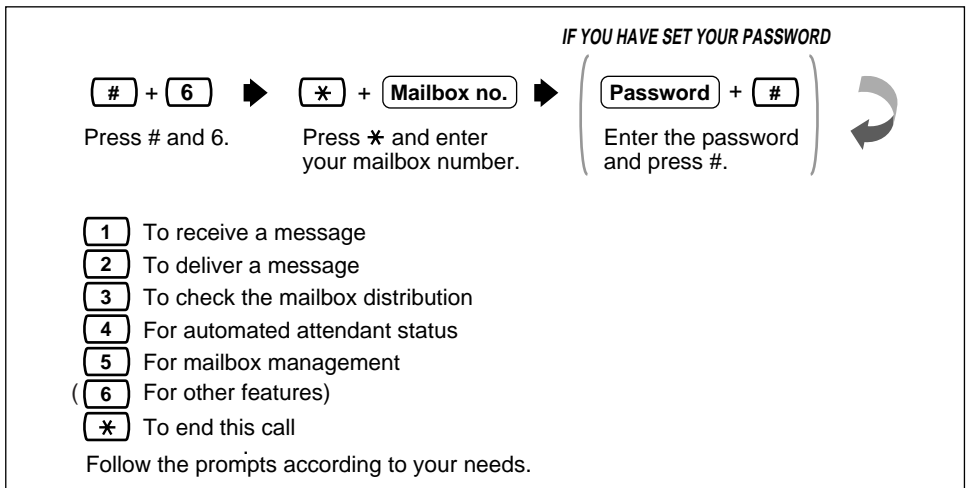 IF YOU HAVE SET YOUR PASSWORD
# + 6 * + Mailbox no. Password + #
Press # and 6. Press * and enter Enter the password
your mailbox number. and press #.
1 To receive a message
2 To deliver a message
3 To check the mailbox distribution
4 For automated attendant status
5 For mailbox management
( 6 For other features)
* To end this call
Follow the prompts according to your needs.